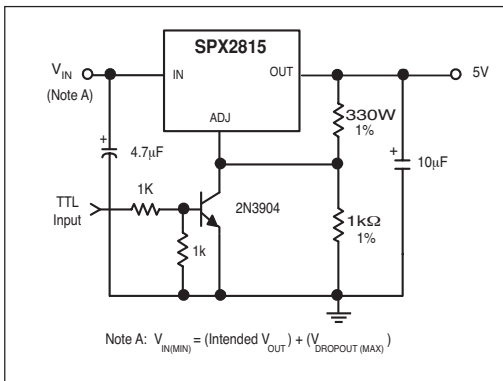 SPX2815
V_IN
IN
OUT
5V
(Note A)
330W
1%
ADJ
+
4.7µF
+
10µF
1K
TTL
Input
2N3904
1kΩ
1%
1k
Note A: V_IN(MIN) = (Intended V_OUT) + (V_DROPOUT (MAX))